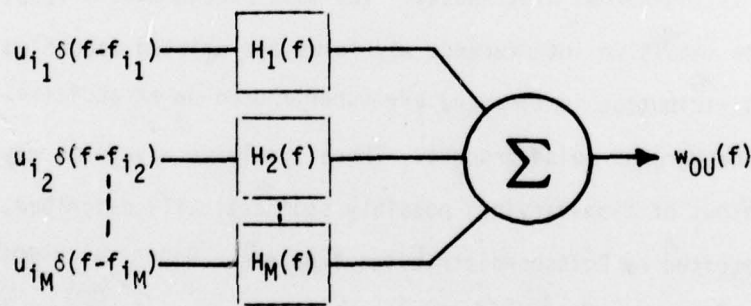 u_{i_1} δ(f-f_{i_1}) H_1(f)
u_{i_2} δ(f-f_{i_2}) H_2(f) Σ w_{OU}(f)
u_{i_M} δ(f-f_{i_M}) H_M(f)